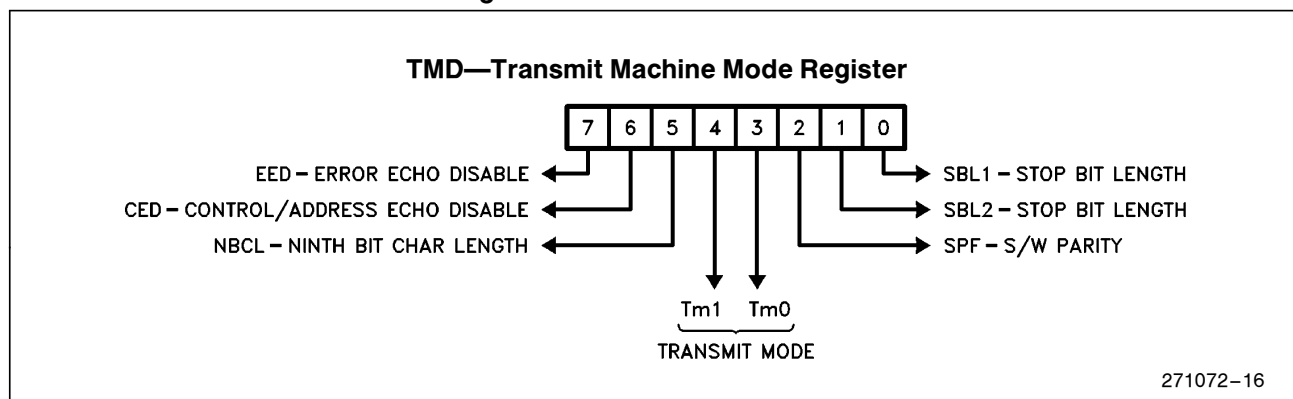 TMD—Transmit Machine Mode Register
7 6 5 4 3 2 1 0
EED – ERROR ECHO DISABLE SBL1 – STOP BIT LENGTH
CED – CONTROL/ADDRESS ECHO DISABLE SBL2 – STOP BIT LENGTH
NBCL – NINTH BIT CHAR LENGTH SPF – S/W PARITY
Tm1 Tm0
TRANSMIT MODE
271072–16